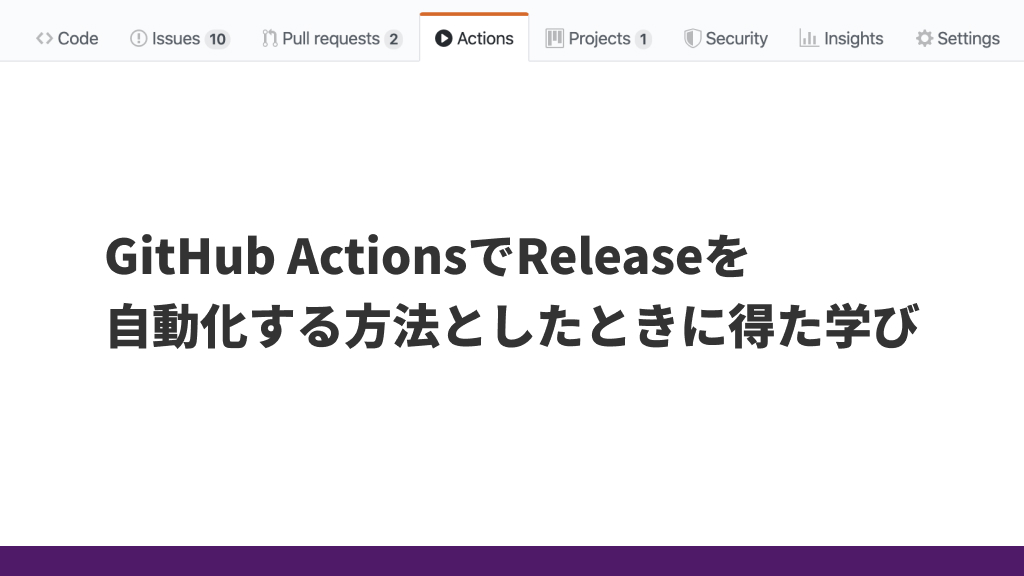 Code Issues 10 Pull requests 2 Actions Projects 1 Security Insights Settings
GitHub ActionsでReleaseを
自動化する方法としたときに得た学び